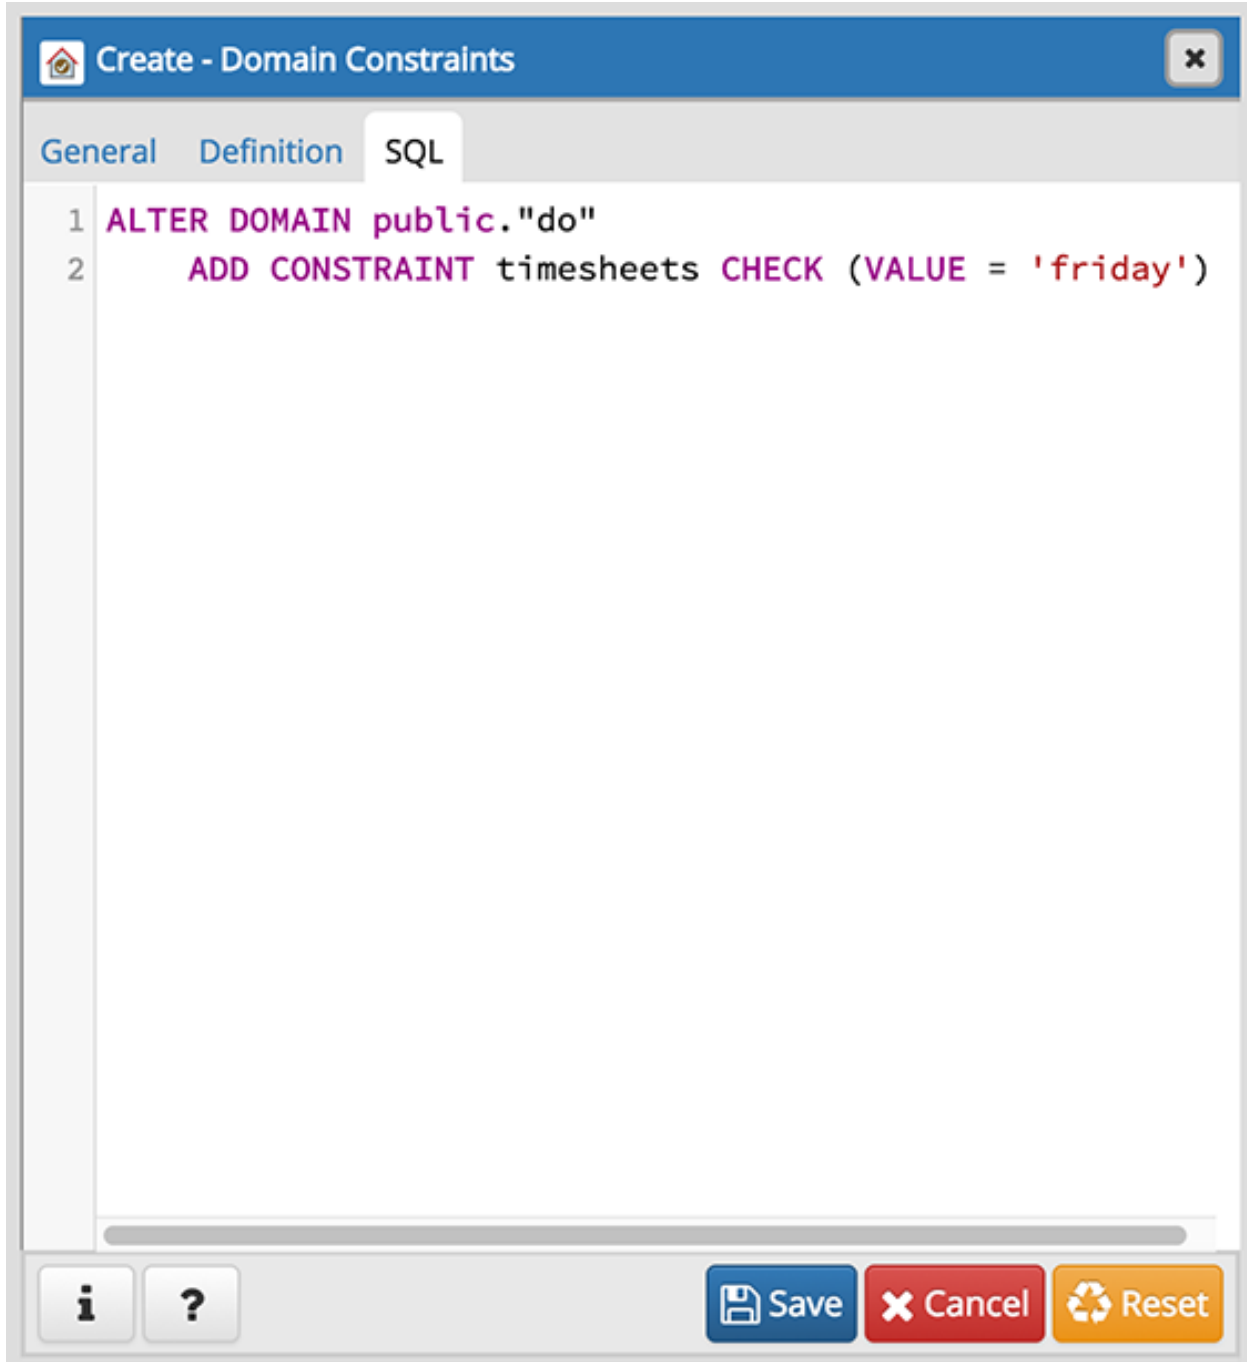 Create - Domain Constraints
General Definition SQL
1 ALTER DOMAIN public."do"
2 ADD CONSTRAINT timesheets CHECK (VALUE = 'friday')
i ? Save Cancel Reset